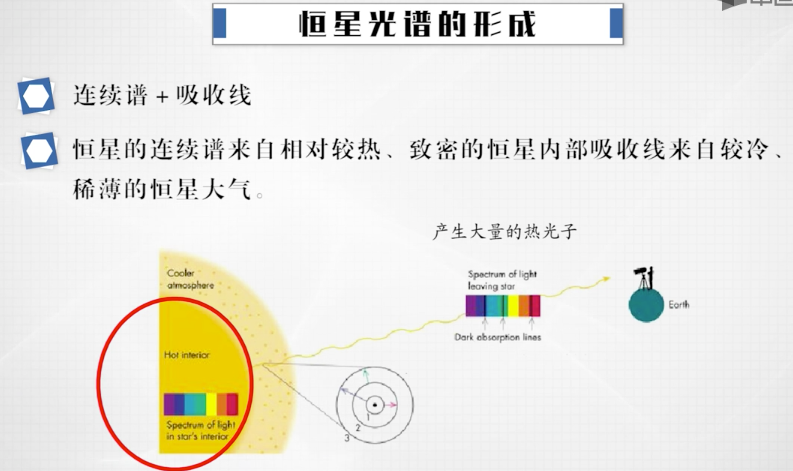 恒星光谱的形成
连续谱 + 吸收线
恒星的连续谱来自相对较热、致密的恒星内部吸收线来自较冷、
稀薄的恒星大气。
产生大量的热光子
Cooler
atmosphere
Spectrum of light
leaving star
Earth
Dark absorption lines
Hot interior
1
2
3
Spectrum of light
in star's interior